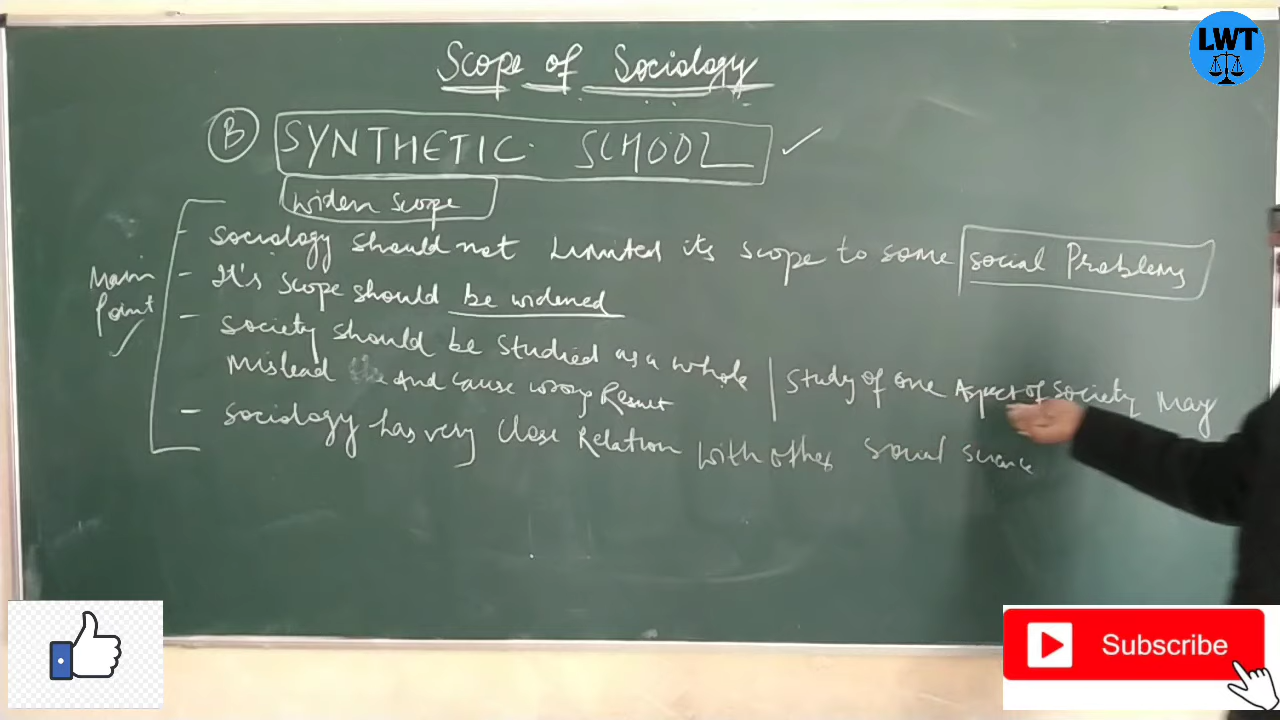 LWT
Scope of Sociology
B SYNTHETIC SCHOOL
widen scope
Main Point
- Sociology should not Limited its scope to some social Problems
- It's scope should be widened
- Society should be Studied as a whole | Study of one Aspect of Society May
Mislead And cause wrong Result
- Sociology has very Close Relation with other Social Science
Subscribe